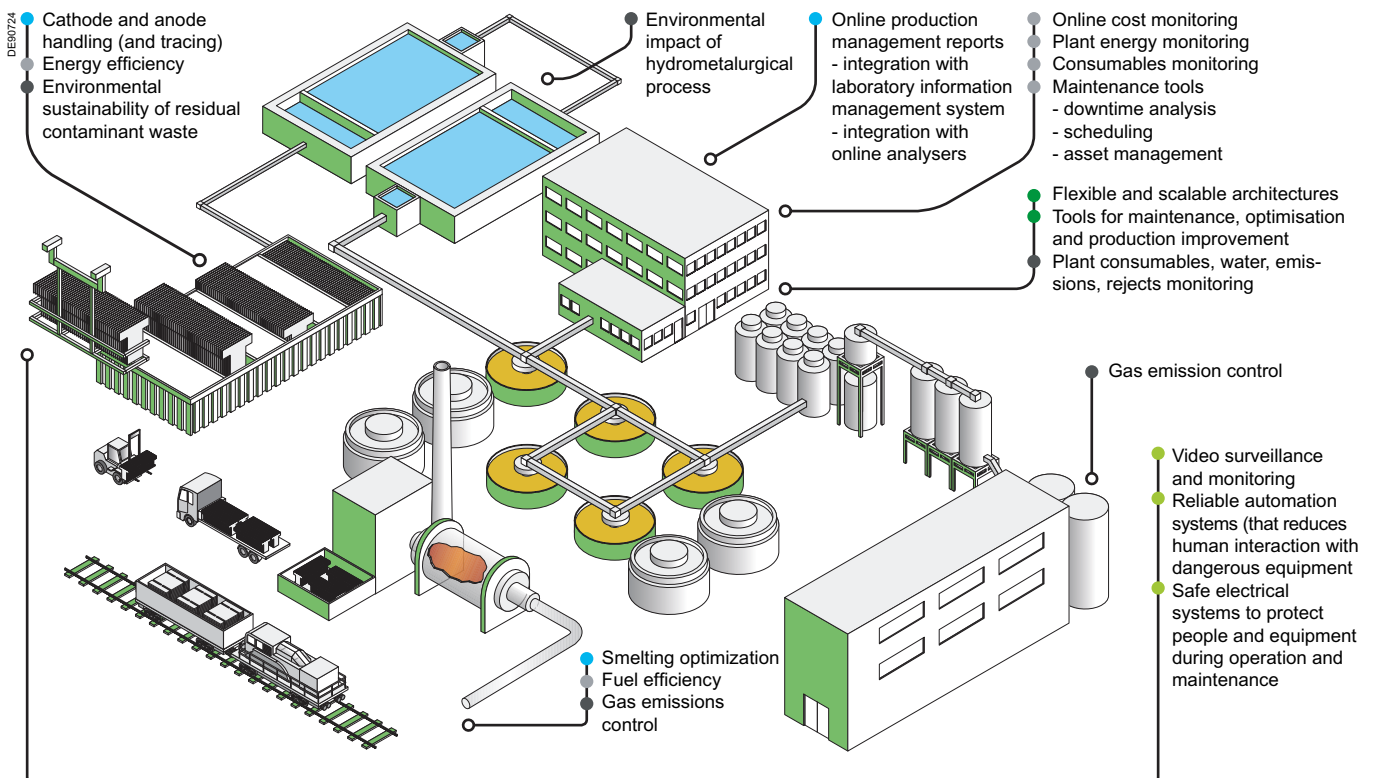 DE90724
Cathode and anode
handling (and tracing)
Energy efficiency
Environmental
sustainability of residual
contaminant waste
Environmental
impact of
hydrometalurgical
process
Online production
management reports
- integration with
laboratory information
management system
- integration with
online analysers
Online cost monitoring
Plant energy monitoring
Consumables monitoring
Maintenance tools
- downtime analysis
- scheduling
- asset management
Flexible and scalable architectures
Tools for maintenance, optimisation
and production improvement
Plant consumables, water, emis-
sions, rejects monitoring
Gas emission control
Video surveillance
and monitoring
Reliable automation
systems (that reduces
human interaction with
dangerous equipment
Safe electrical
systems to protect
people and equipment
during operation and
maintenance
Smelting optimization
Fuel efficiency
Gas emissions
control